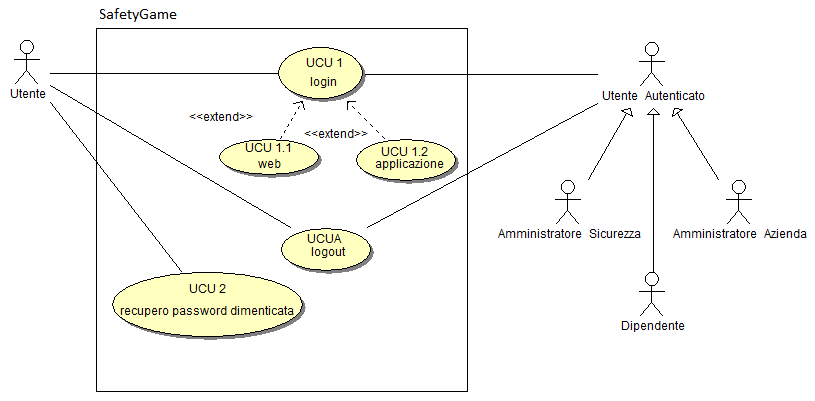 SafetyGame
UCU 1
login
Utente
Utente Autenticato
<<extend>>
<<extend>>
UCU 1.1
web
UCU 1.2
applicazione
Amministratore Sicurezza
Amministratore Azienda
UCUA
logout
UCU 2
recupero password dimenticata
Dipendente